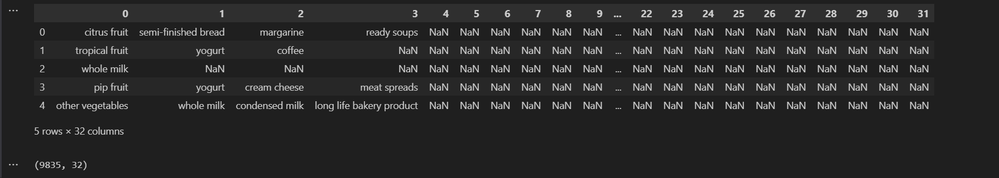 ... 0 1 2 3 4 5 6 7 8 9 ... 22 23 24 25 26 27 28 29 30 31
0 citrus fruit semi-finished bread margarine ready soups NaN NaN NaN NaN NaN NaN ... NaN NaN NaN NaN NaN NaN NaN NaN NaN NaN
1 tropical fruit yogurt coffee NaN NaN NaN NaN NaN NaN NaN ... NaN NaN NaN NaN NaN NaN NaN NaN NaN NaN
2 whole milk NaN NaN NaN NaN NaN NaN NaN NaN NaN ... NaN NaN NaN NaN NaN NaN NaN NaN NaN NaN
3 pip fruit yogurt cream cheese meat spreads NaN NaN NaN NaN NaN NaN ... NaN NaN NaN NaN NaN NaN NaN NaN NaN NaN
4 other vegetables whole milk condensed milk long life bakery product NaN NaN NaN NaN NaN NaN ... NaN NaN NaN NaN NaN NaN NaN NaN NaN NaN
5 rows × 32 columns
... (9835, 32)